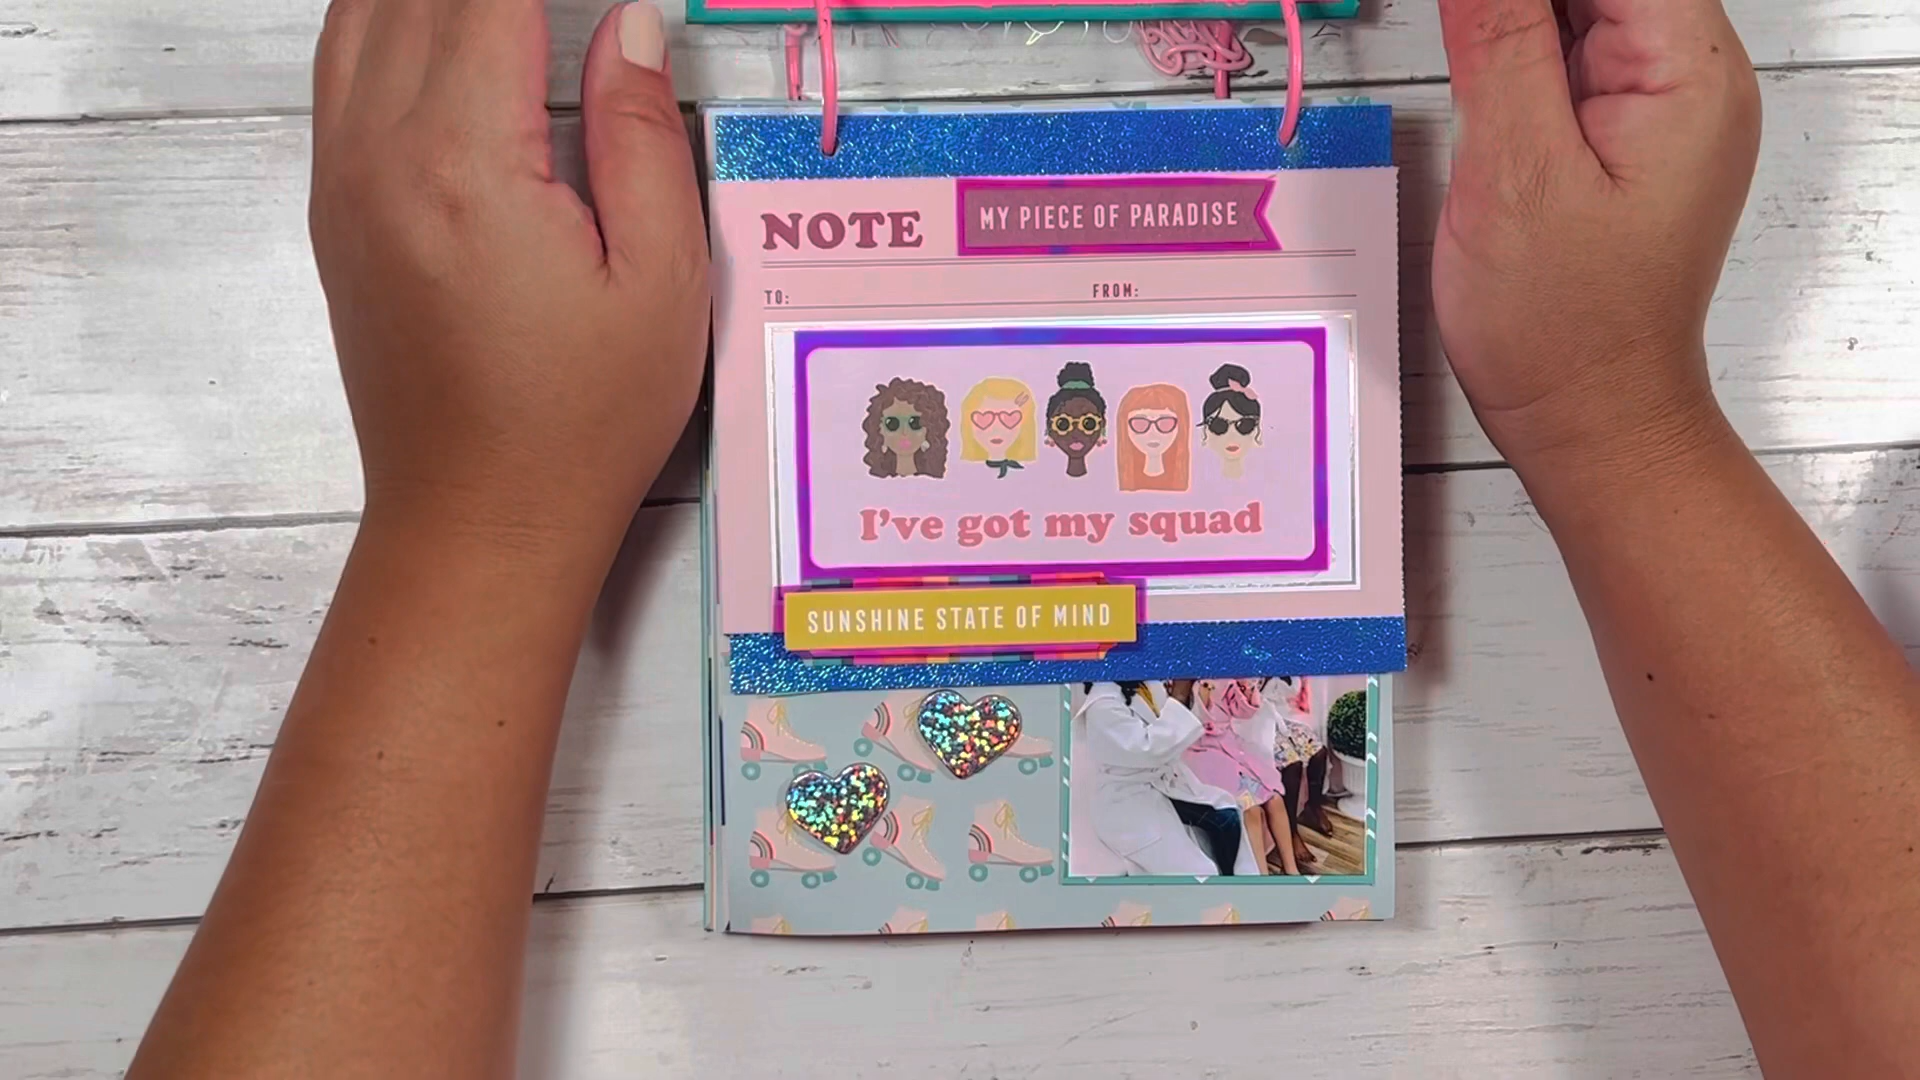 NOTE
MY PIECE OF PARADISE
TO:
FROM:
I've got my squad
SUNSHINE STATE OF MIND